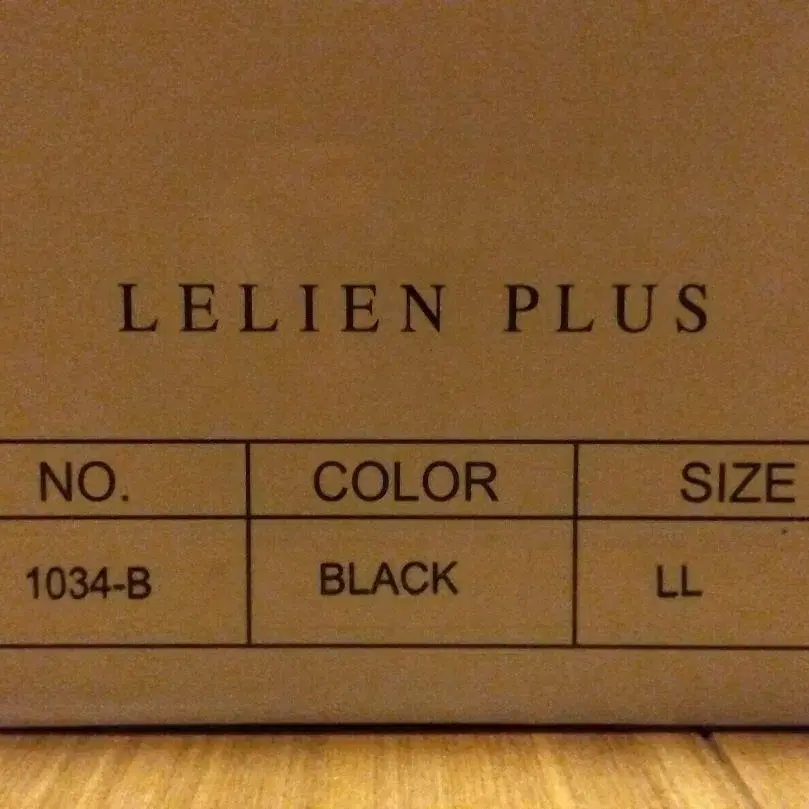 LELIEN PLUS
NO. COLOR SIZE
1034-B BLACK LL